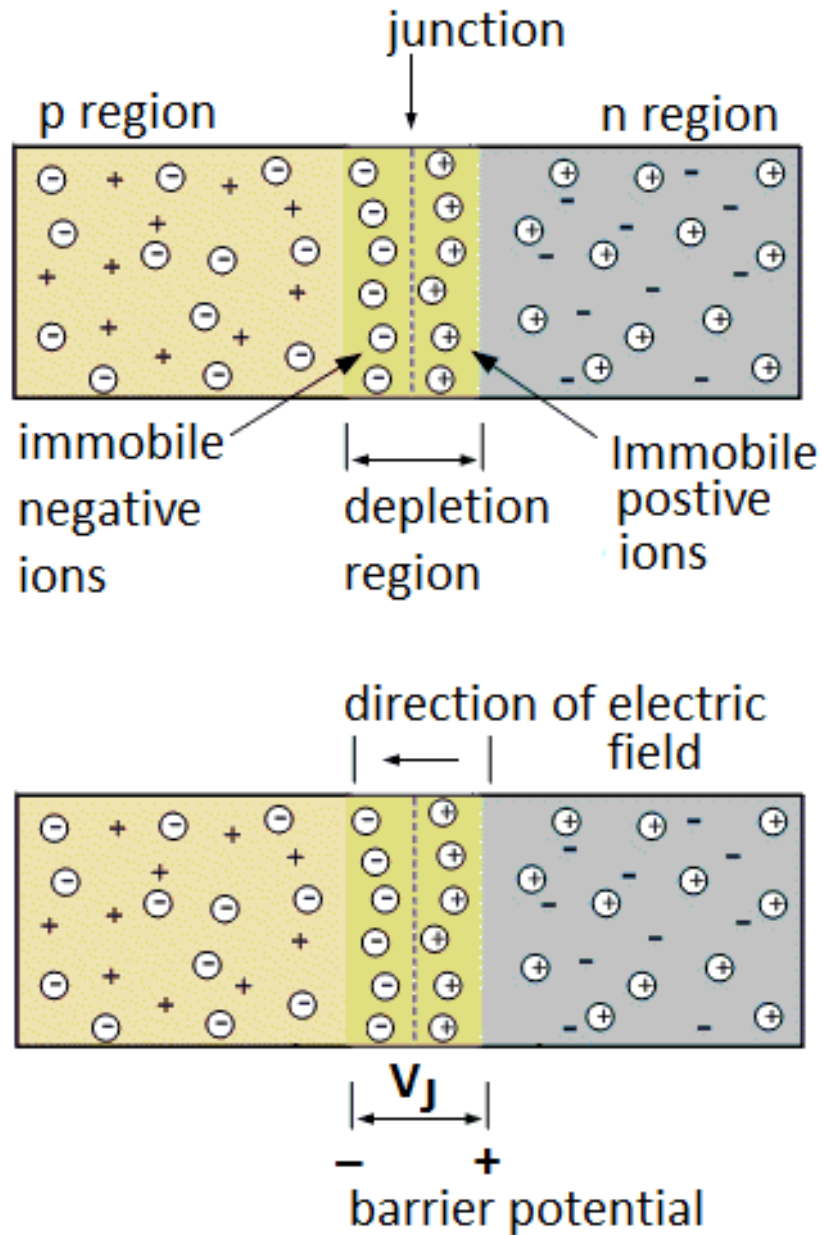 junction
p region
n region
immobile
negative
ions
depletion
region
Immobile
postive
ions
direction of electric
field
VJ
− +
barrier potential